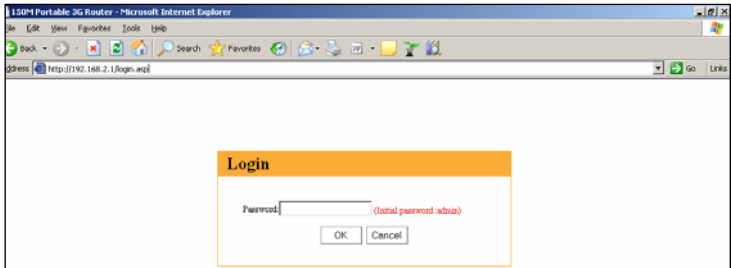 150M Portable 3G Router - Microsoft Internet Explorer
File Edit View Favorites Tools Help
Back Search Favorites
Address http://192.168.2.1/login.asp Go Links
Login
Password: (Initial password :admin)
OK Cancel